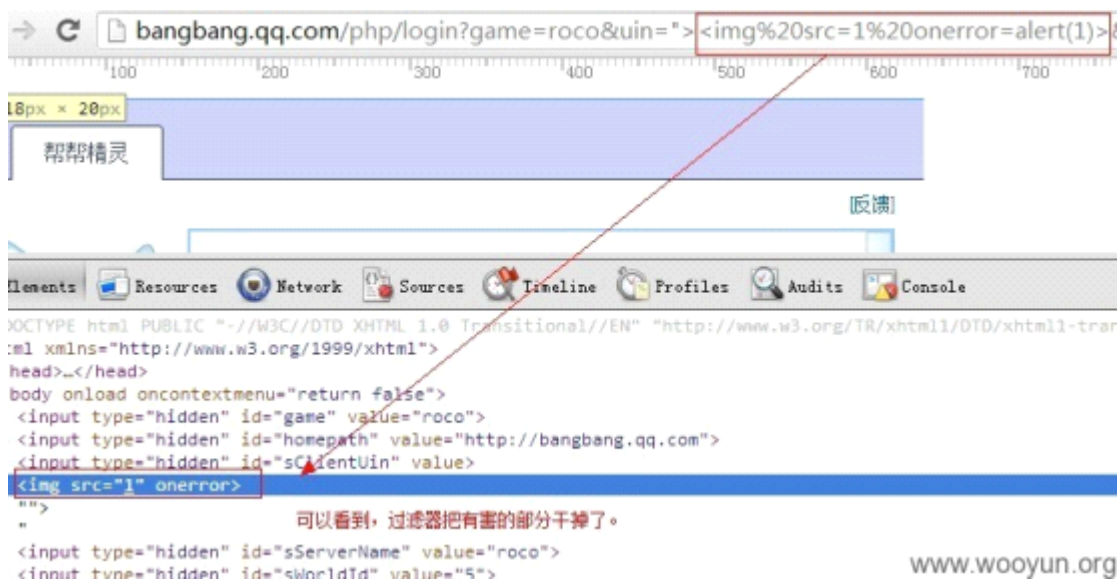 bangbang.qq.com/php/login?game=roco&uin="><img%20src=1%20onerror=alert(1)>&
100 200 300 400 500 600 700
18px × 20px
帮帮精灵
[反馈]
Elements Resources Network Sources Timeline Profiles Audits Console
DOCTYPE html PUBLIC "-//W3C//DTD XHTML 1.0 Transitional//EN" "http://www.w3.org/TR/xhtml1/DTD/xhtml1-tran
ml xmlns="http://www.w3.org/1999/xhtml">
head>…</head>
body onload oncontextmenu="return false">
<input type="hidden" id="game" value="roco">
<input type="hidden" id="homepath" value="http://bangbang.qq.com">
<input type="hidden" id="sClientUin" value>
<img src="1" onerror>
"">
"
可以看到，过滤器把有害的部分干掉了。
<input type="hidden" id="sServerName" value="roco">
<input type="hidden" id="sWorldId" value="5">
www.wooyun.org